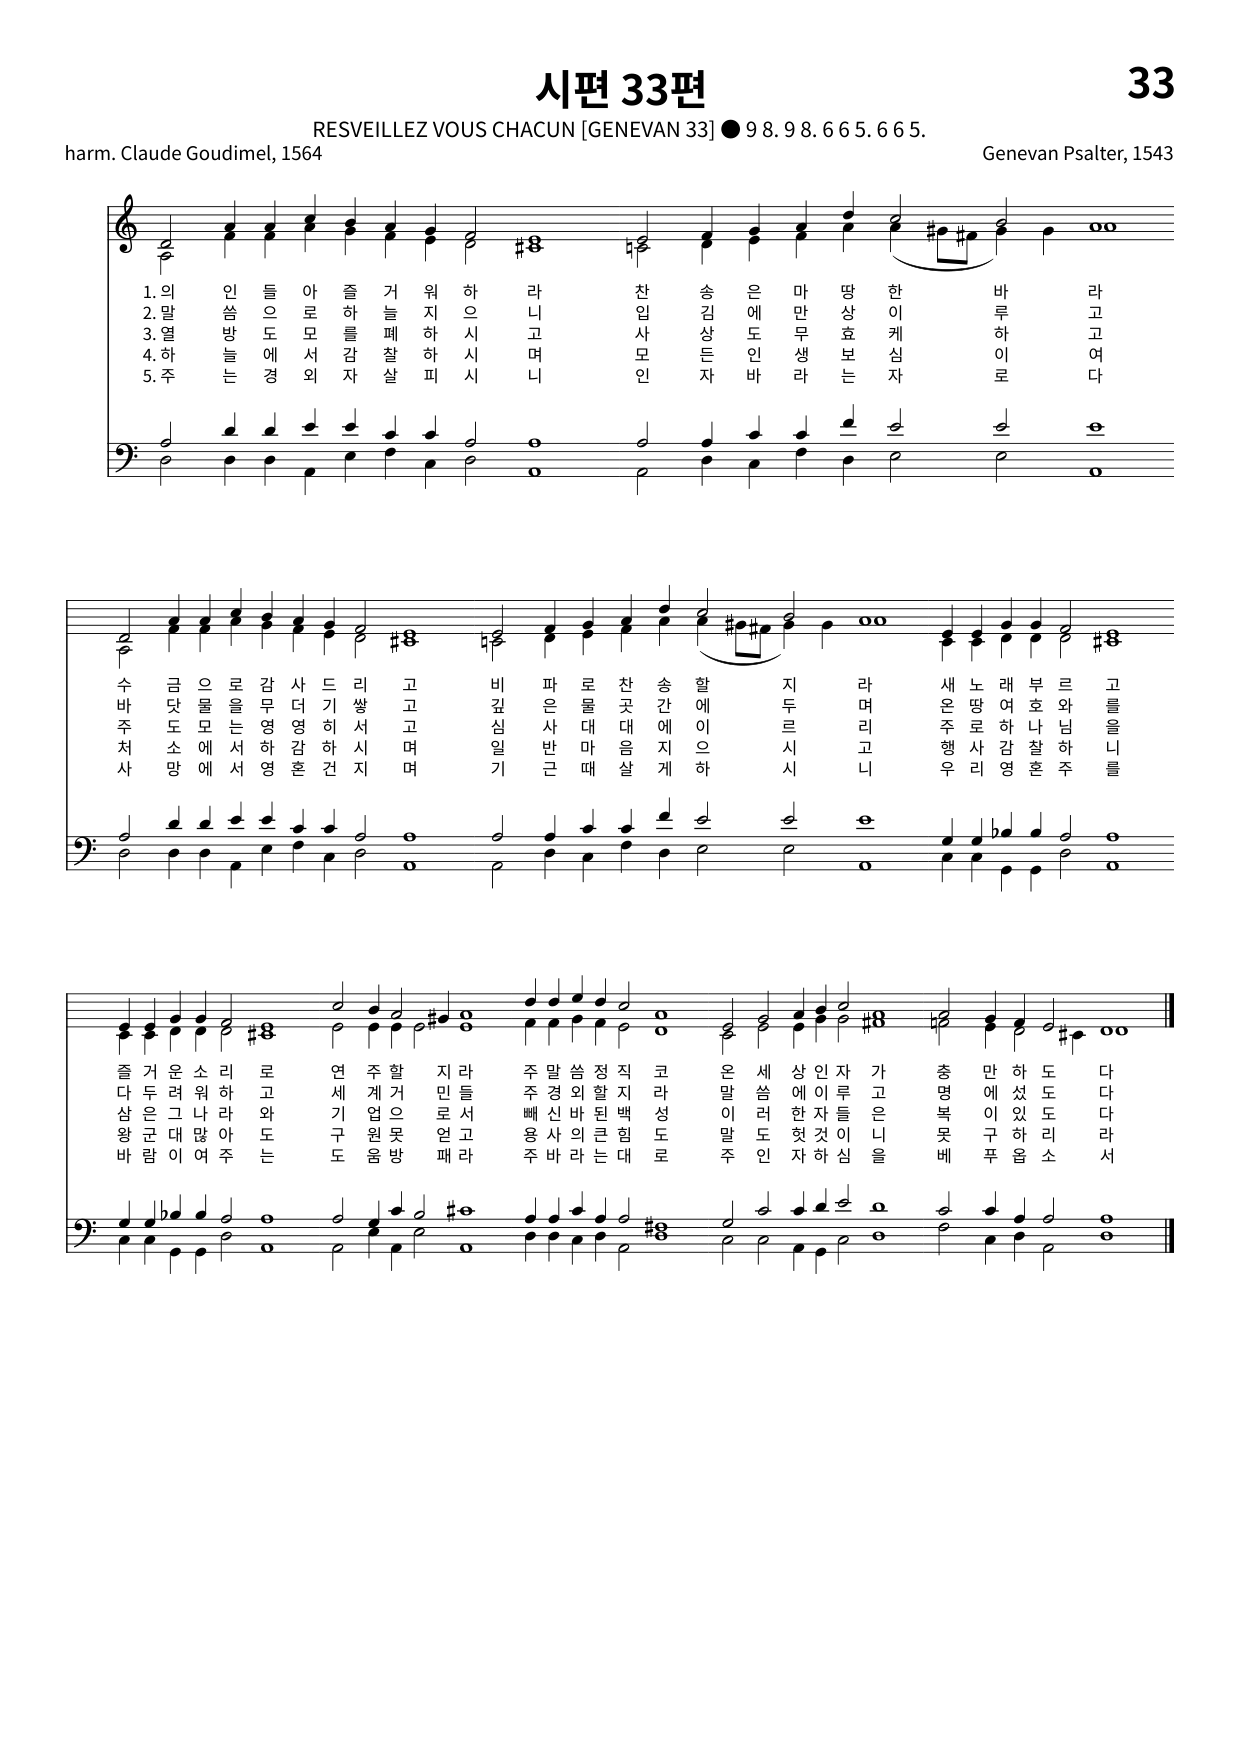 시편 33편
33
RESVEILLEZ VOUS CHACUN [GENEVAN 33] ● 9 8. 9 8. 6 6 5. 6 6 5.
harm. Claude Goudimel, 1564
Genevan Psalter, 1543
1. 의 인 들 아 즐 거 워 하 라 찬 송 은 마 땅 한 바 라
2. 말 씀 으 로 하 늘 지 으 니 입 김 에 만 상 이 루 고
3. 열 방 도 모 를 폐 하 시 고 사 상 도 무 효 케 하 고
4. 하 늘 에 서 감 찰 하 시 며 모 든 인 생 보 심 이 여
5. 주 는 경 외 자 살 피 시 니 인 자 바 라 는 자 로 다
수 금 으 로 감 사 드 리 고 비 파 로 찬 송 할 지 라 새 노 래 부 르 고
바 닷 물 을 무 더 기 쌓 고 깊 은 물 곳 간 에 두 며 온 땅 여 호 와 를
주 도 모 는 영 영 히 서 고 심 사 대 대 에 이 르 리 주 로 하 나 님 을
처 소 에 서 하 감 하 시 며 일 반 마 음 지 으 시 고 행 사 감 찰 하 니
사 망 에 서 영 혼 건 지 며 기 근 때 살 게 하 시 니 우 리 영 혼 주 를
즐 거 운 소 리 로 연 주 할 지 라 주 말 씀 정 직 코 온 세 상 인 자 가 충 만 하 도 다
다 두 려 워 하 고 세 계 거 민 들 주 경 외 할 지 라 말 씀 에 이 루 고 명 에 섰 도 다
삼 은 그 나 라 와 기 업 으 로 서 빼 신 바 된 백 성 이 러 한 자 들 은 복 이 있 도 다
왕 군 대 많 아 도 구 원 못 얻 고 용 사 의 큰 힘 도 말 도 헛 것 이 니 못 구 하 리 라
바 람 이 여 주 는 도 움 방 패 라 주 바 라 는 대 로 주 인 자 하 심 을 베 푸 옵 소 서